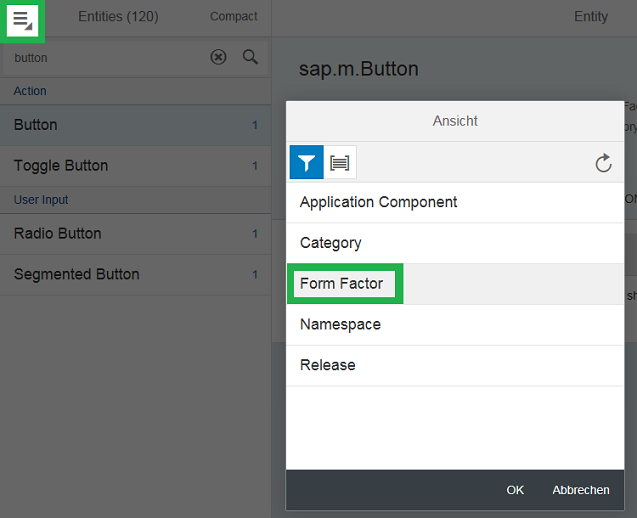 Entities (120)
Compact
Entity
button
sap.m.Button
Action
Button
1
Toggle Button
1
User Input
Radio Button
1
Segmented Button
1
Ansicht
Application Component
Category
Form Factor
Namespace
Release
OK
Abbrechen